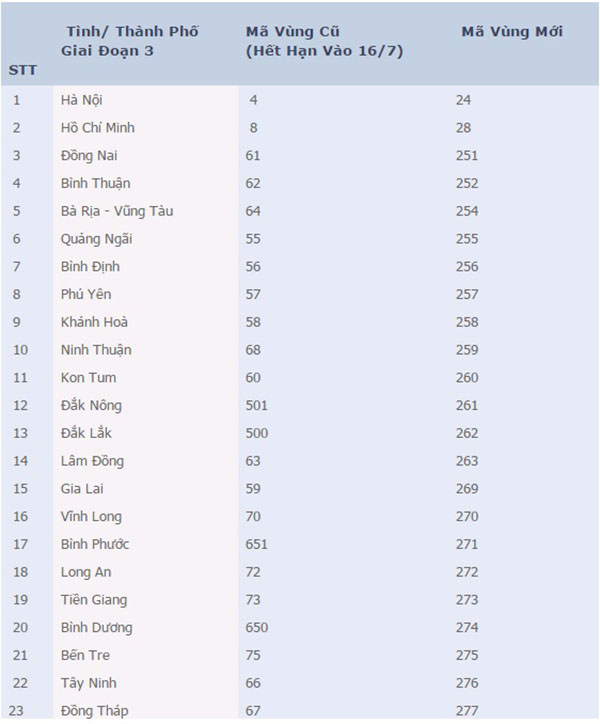 STT Tỉnh/ Thành Phố Giai Đoạn 3 Mã Vùng Cũ (Hết Hạn Vào 16/7) Mã Vùng Mới
1 Hà Nội 4 24
2 Hồ Chí Minh 8 28
3 Đồng Nai 61 251
4 Bình Thuận 62 252
5 Bà Rịa - Vũng Tàu 64 254
6 Quảng Ngãi 55 255
7 Bình Định 56 256
8 Phú Yên 57 257
9 Khánh Hoà 58 258
10 Ninh Thuận 68 259
11 Kon Tum 60 260
12 Đắk Nông 501 261
13 Đắk Lắk 500 262
14 Lâm Đồng 63 263
15 Gia Lai 59 269
16 Vĩnh Long 70 270
17 Bình Phước 651 271
18 Long An 72 272
19 Tiền Giang 73 273
20 Bình Dương 650 274
21 Bến Tre 75 275
22 Tây Ninh 66 276
23 Đồng Tháp 67 277